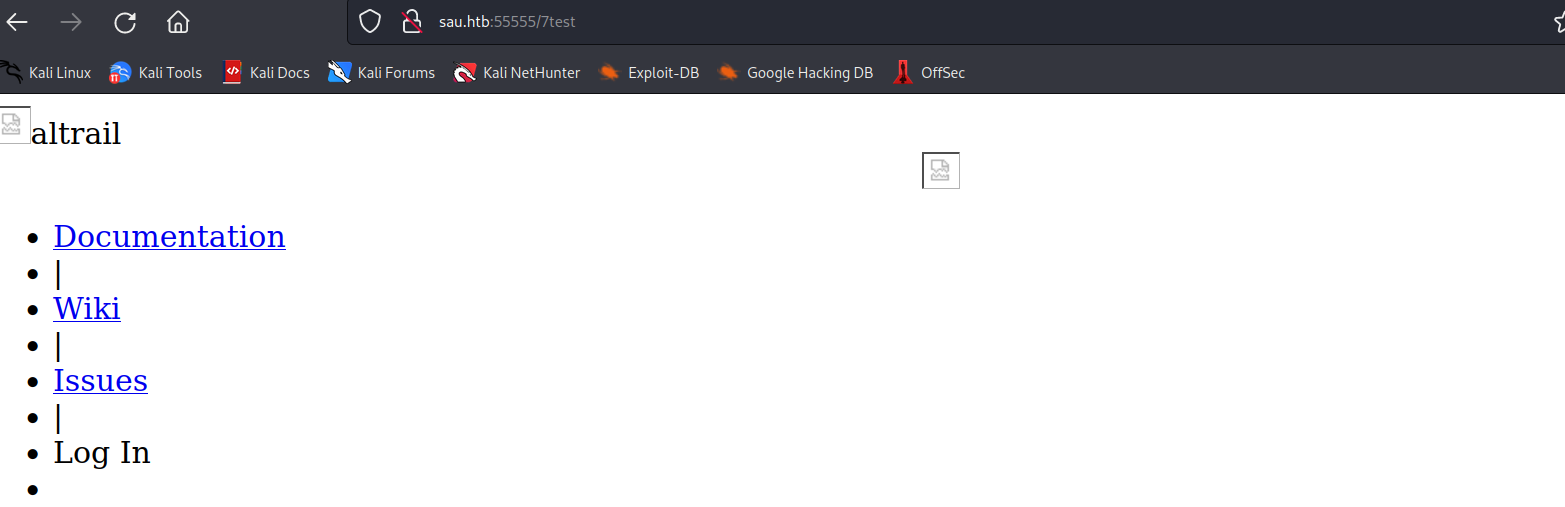 sau.htb:55555/7test
Kali Linux Kali Tools Kali Docs Kali Forums Kali NetHunter Exploit-DB Google Hacking DB OffSec
altrail
Documentation
|
Wiki
|
Issues
|
Log In